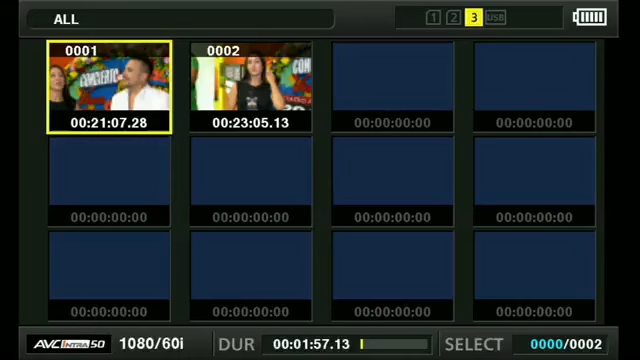 ALL
1 2 3 USB
0001
0002
CONCIERTO
00:21:07.28
00:23:05.13
00:00:00:00
00:00:00:00
00:00:00:00
00:00:00:00
00:00:00:00
00:00:00:00
00:00:00:00
00:00:00:00
00:00:00:00
00:00:00:00
AVC INTRA 50
1080/60i
DUR
00:01:57.13
SELECT
0000/0002